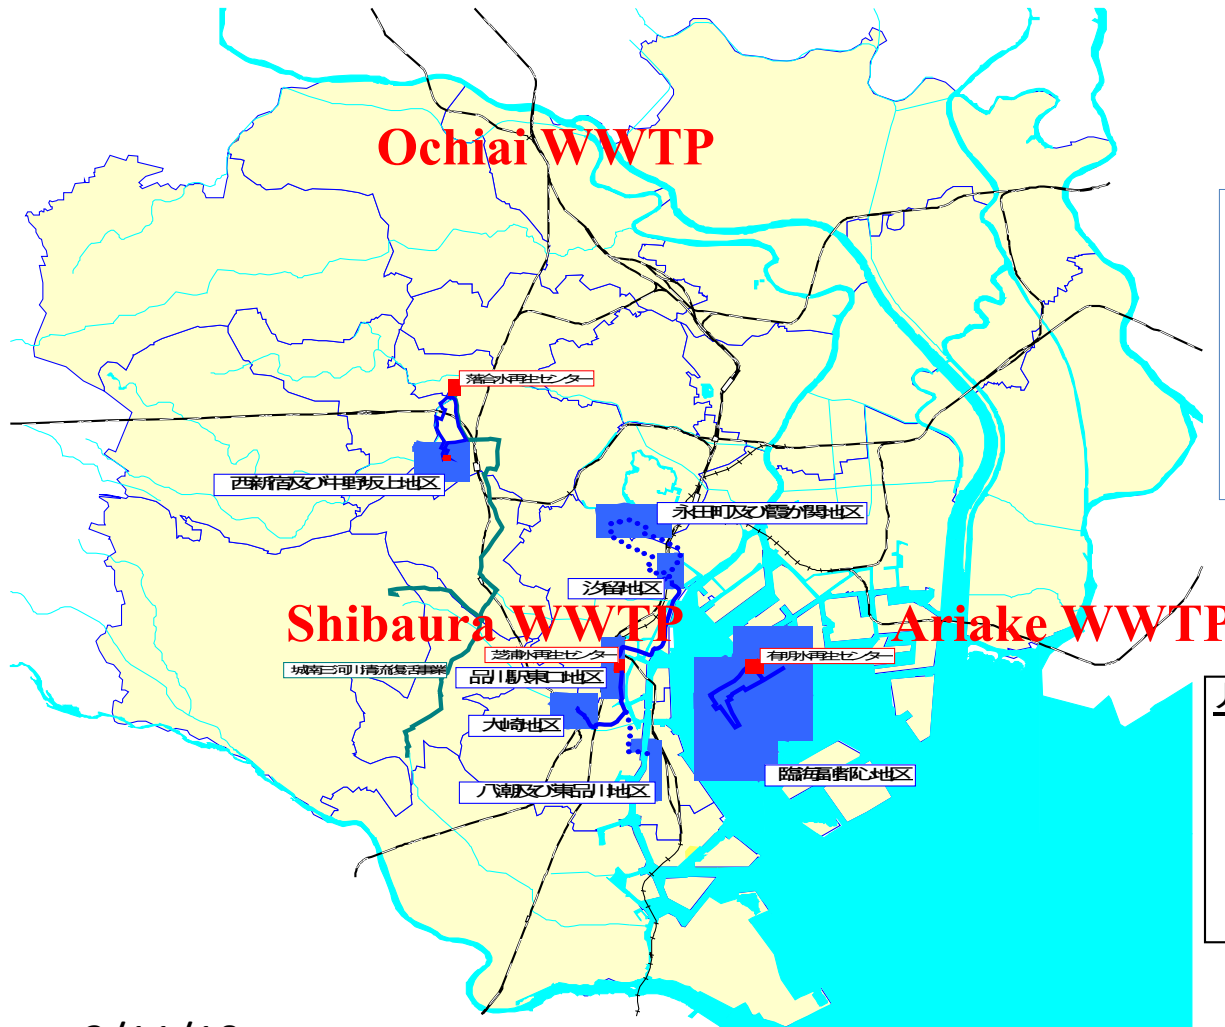 Ochiai WWTP
落合水再生センター
西新宿及び中野坂上地区
永田町及び霞が関地区
汐留地区
Shibaura WWTP
Ariake WWTP
芝浦水再生センター
有明水再生センター
城南三河川清流復活事業
品川駅東口地区
大崎地区
臨海副都心地区
八潮及び東品川地区